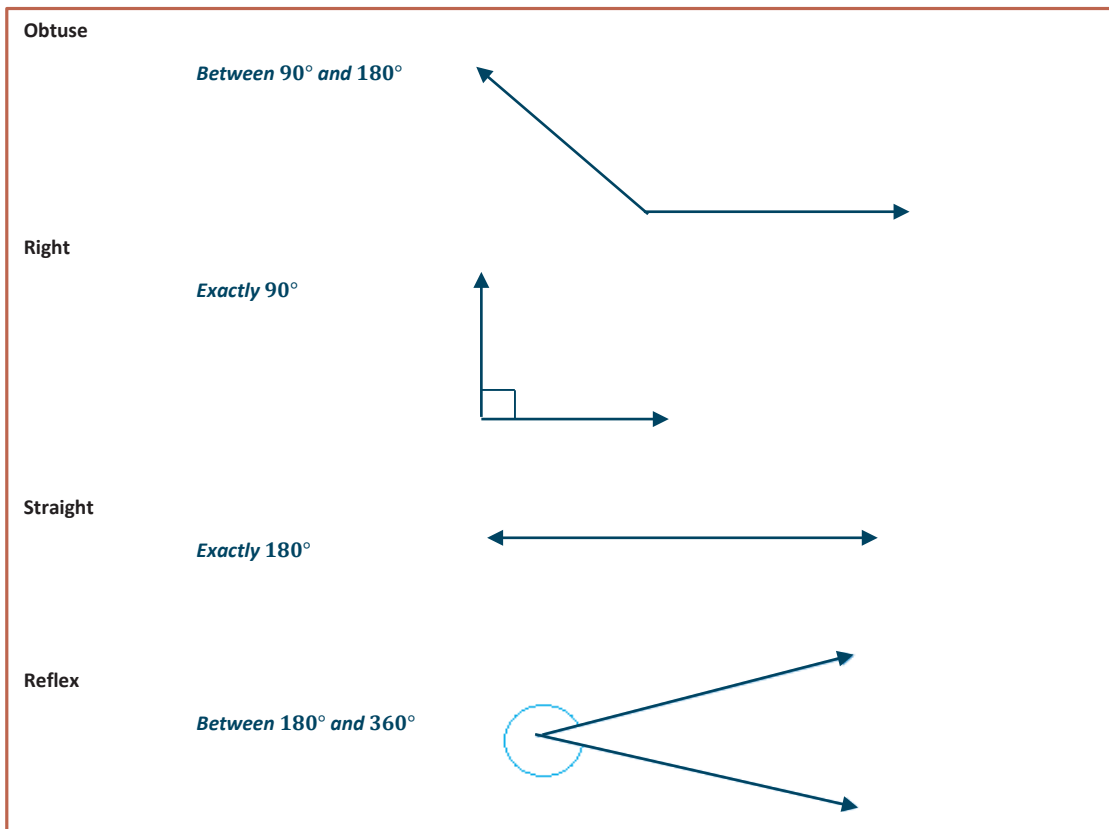 Obtuse
Between 90° and 180°
Right
Exactly 90°
Straight
Exactly 180°
Reflex
Between 180° and 360°